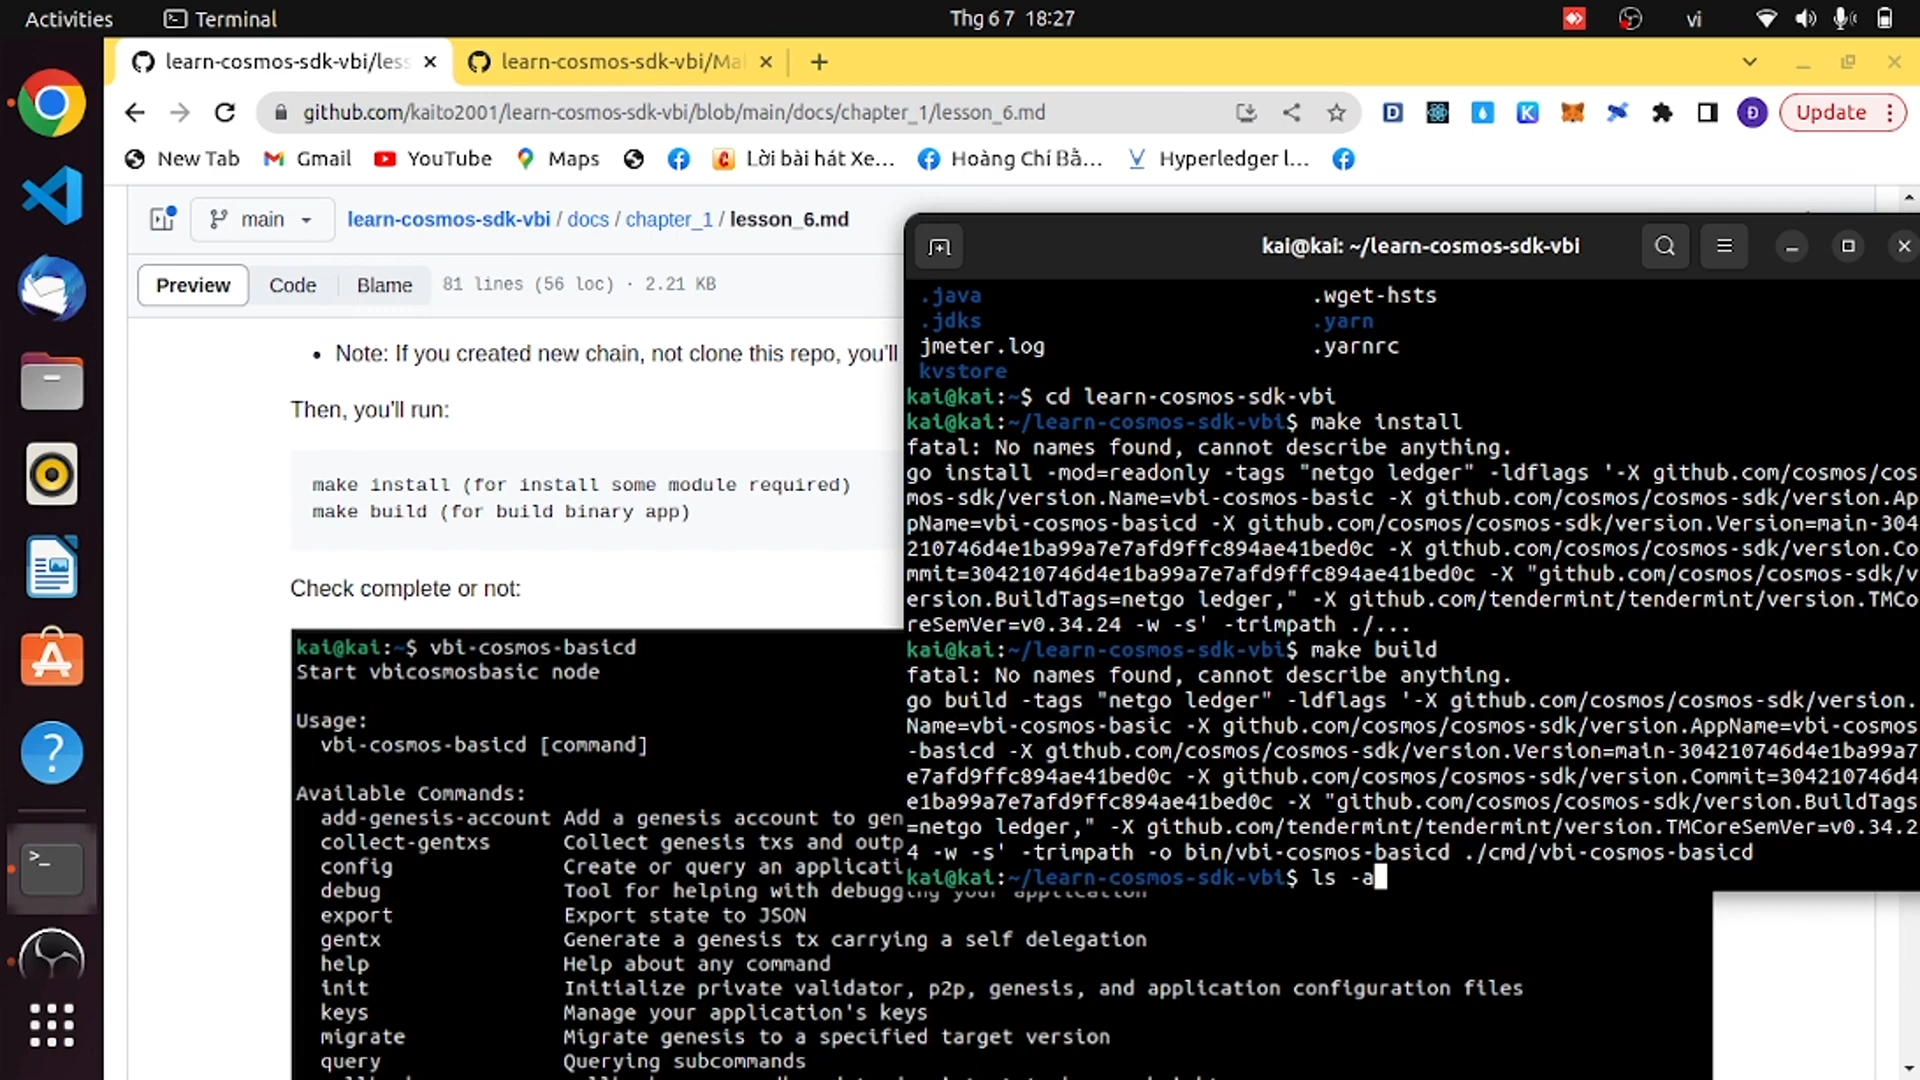 Activities
Terminal
Thg 6 7 18:27
vi
learn-cosmos-sdk-vbi/less
learn-cosmos-sdk-vbi/Mal
github.com/kaito2001/learn-cosmos-sdk-vbi/blob/main/docs/chapter_1/lesson_6.md
Update
New Tab
Gmail
YouTube
Maps
Lời bài hát Xe...
Hoàng Chí Bằ...
Hyperledger l...
main
learn-cosmos-sdk-vbi / docs / chapter_1 / lesson_6.md
Preview
Code
Blame
81 lines (56 loc) · 2.21 KB
• Note: If you created new chain, not clone this repo, you'll
Then, you'll run:
make install (for install some module required)
make build (for build binary app)
Check complete or not:
kai@kai:~$ vbi-cosmos-basicd
Start vbicosmosbasic node
Usage:
vbi-cosmos-basicd [command]
Available Commands:
add-genesis-account Add a genesis account to gen
collect-gentxs Collect genesis txs and outp
config Create or query an applicati
debug Tool for helping with debugging your application
export Export state to JSON
gentx Generate a genesis tx carrying a self delegation
help Help about any command
init Initialize private validator, p2p, genesis, and application configuration files
keys Manage your application's keys
migrate Migrate genesis to a specified target version
query Querying subcommands
kai@kai: ~/learn-cosmos-sdk-vbi
.java .wget-hsts
.jdks .yarn
jmeter.log .yarnrc
kvstore
kai@kai:~$ cd learn-cosmos-sdk-vbi
kai@kai:~/learn-cosmos-sdk-vbi$ make install
fatal: No names found, cannot describe anything.
go install -mod=readonly -tags "netgo ledger" -ldflags '-X github.com/cosmos/cos
mos-sdk/version.Name=vbi-cosmos-basic -X github.com/cosmos/cosmos-sdk/version.Ap
pName=vbi-cosmos-basicd -X github.com/cosmos/cosmos-sdk/version.Version=main-304
210746d4e1ba99a7e7afd9ffc894ae41bed0c -X github.com/cosmos/cosmos-sdk/version.Co
mmit=304210746d4e1ba99a7e7afd9ffc894ae41bed0c -X "github.com/cosmos/cosmos-sdk/v
ersion.BuildTags=netgo ledger," -X github.com/tendermint/tendermint/version.TMCo
reSemVer=v0.34.24 -w -s' -trimpath ./...
kai@kai:~/learn-cosmos-sdk-vbi$ make build
fatal: No names found, cannot describe anything.
go build -tags "netgo ledger" -ldflags '-X github.com/cosmos/cosmos-sdk/version.
Name=vbi-cosmos-basic -X github.com/cosmos/cosmos-sdk/version.AppName=vbi-cosmos
-basicd -X github.com/cosmos/cosmos-sdk/version.Version=main-304210746d4e1ba99a7
e7afd9ffc894ae41bed0c -X github.com/cosmos/cosmos-sdk/version.Commit=304210746d4
e1ba99a7e7afd9ffc894ae41bed0c -X "github.com/cosmos/cosmos-sdk/version.BuildTags
=netgo ledger," -X github.com/tendermint/tendermint/version.TMCoreSemVer=v0.34.2
4 -w -s' -trimpath -o bin/vbi-cosmos-basicd ./cmd/vbi-cosmos-basicd
kai@kai:~/learn-cosmos-sdk-vbi$ ls -a